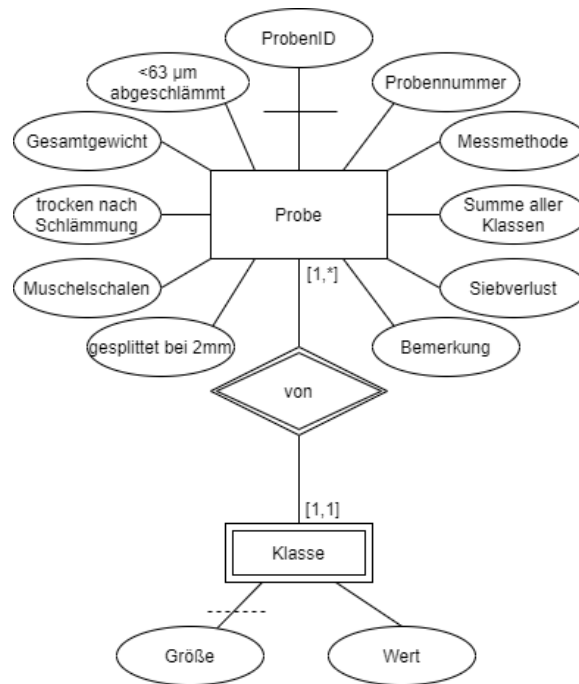 ProbenID
<63 µm
abgeschlämmt
Probennummer
Gesamtgewicht
Messmethode
trocken nach
Schlämmung
Probe
Summe aller
Klassen
Muschelschalen
Siebverlust
[1,*]
gesplittet bei 2mm
Bemerkung
von
[1,1]
Klasse
Größe
Wert